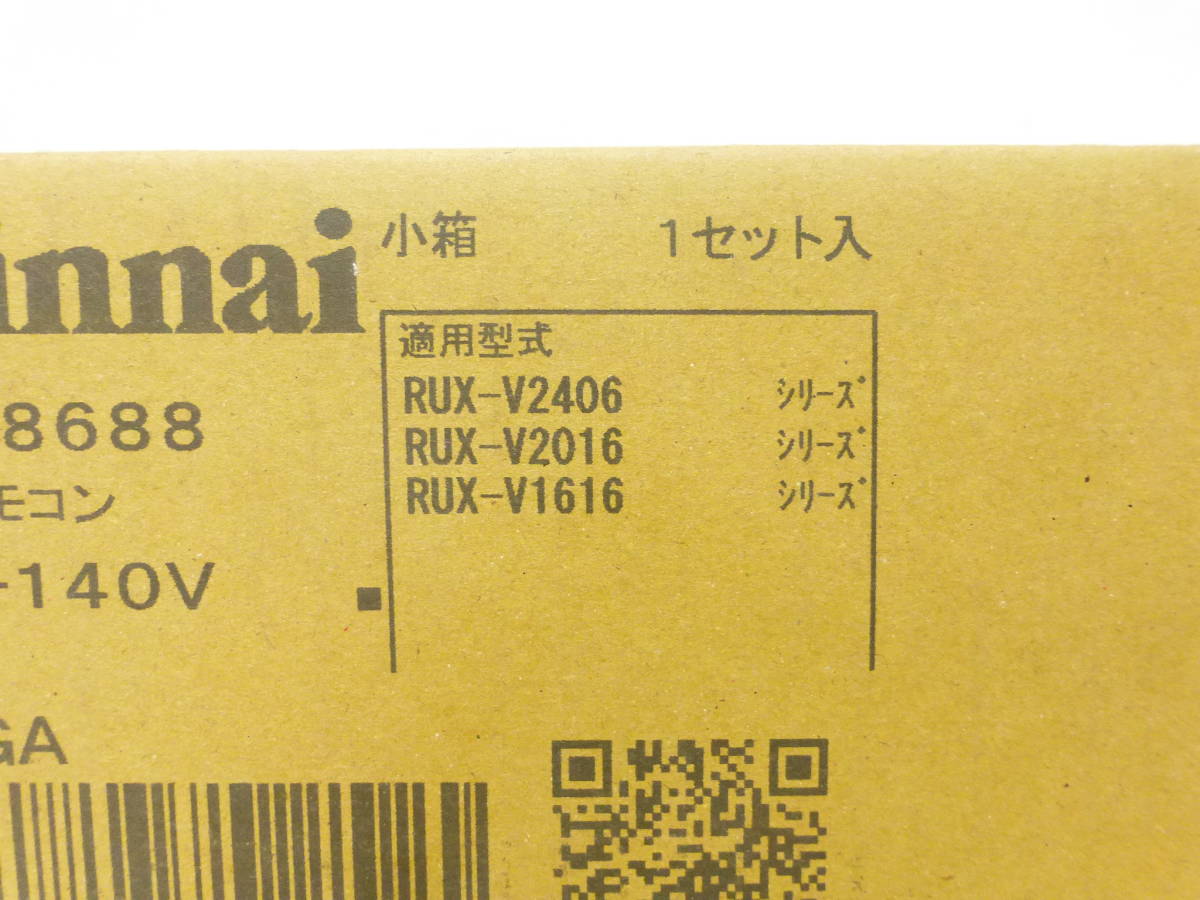 innai
小箱 1セット入
適用型式
RUX-V2406 シリーズ
RUX-V2016 シリーズ
RUX-V1616 シリーズ
8688
モコン
-140V
GA